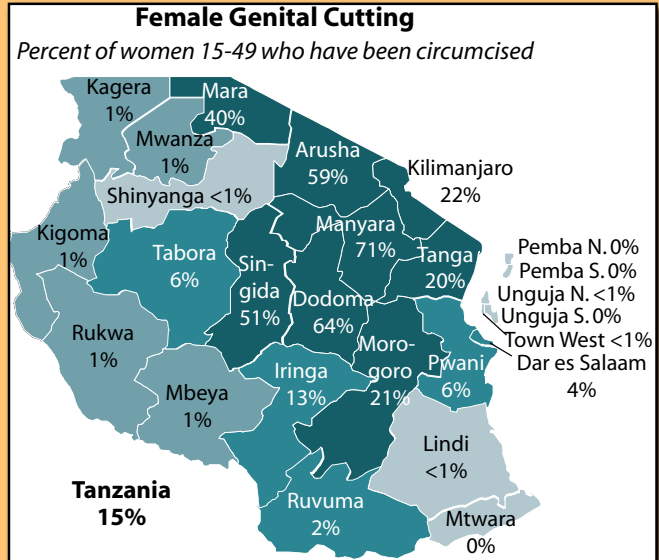 Female Genital Cutting
Percent of women 15-49 who have been circumcised
Kagera
1%
Mara
40%
Mwanza
1%
Arusha
59%
Kilimanjaro
22%
Shinyanga <1%
Manyara
71%
Kigoma
1%
Tabora
6%
Sin-
gida
51%
Tanga
20%
Pemba N. 0%
Pemba S. 0%
Unguja N. <1%
Unguja S. 0%
Town West <1%
Dar es Salaam
4%
Dodoma
64%
Rukwa
1%
Moro-
goro
21%
Pwani
6%
Iringa
13%
Mbeya
1%
Lindi
<1%
Tanzania
15%
Ruvuma
2%
Mtwara
0%